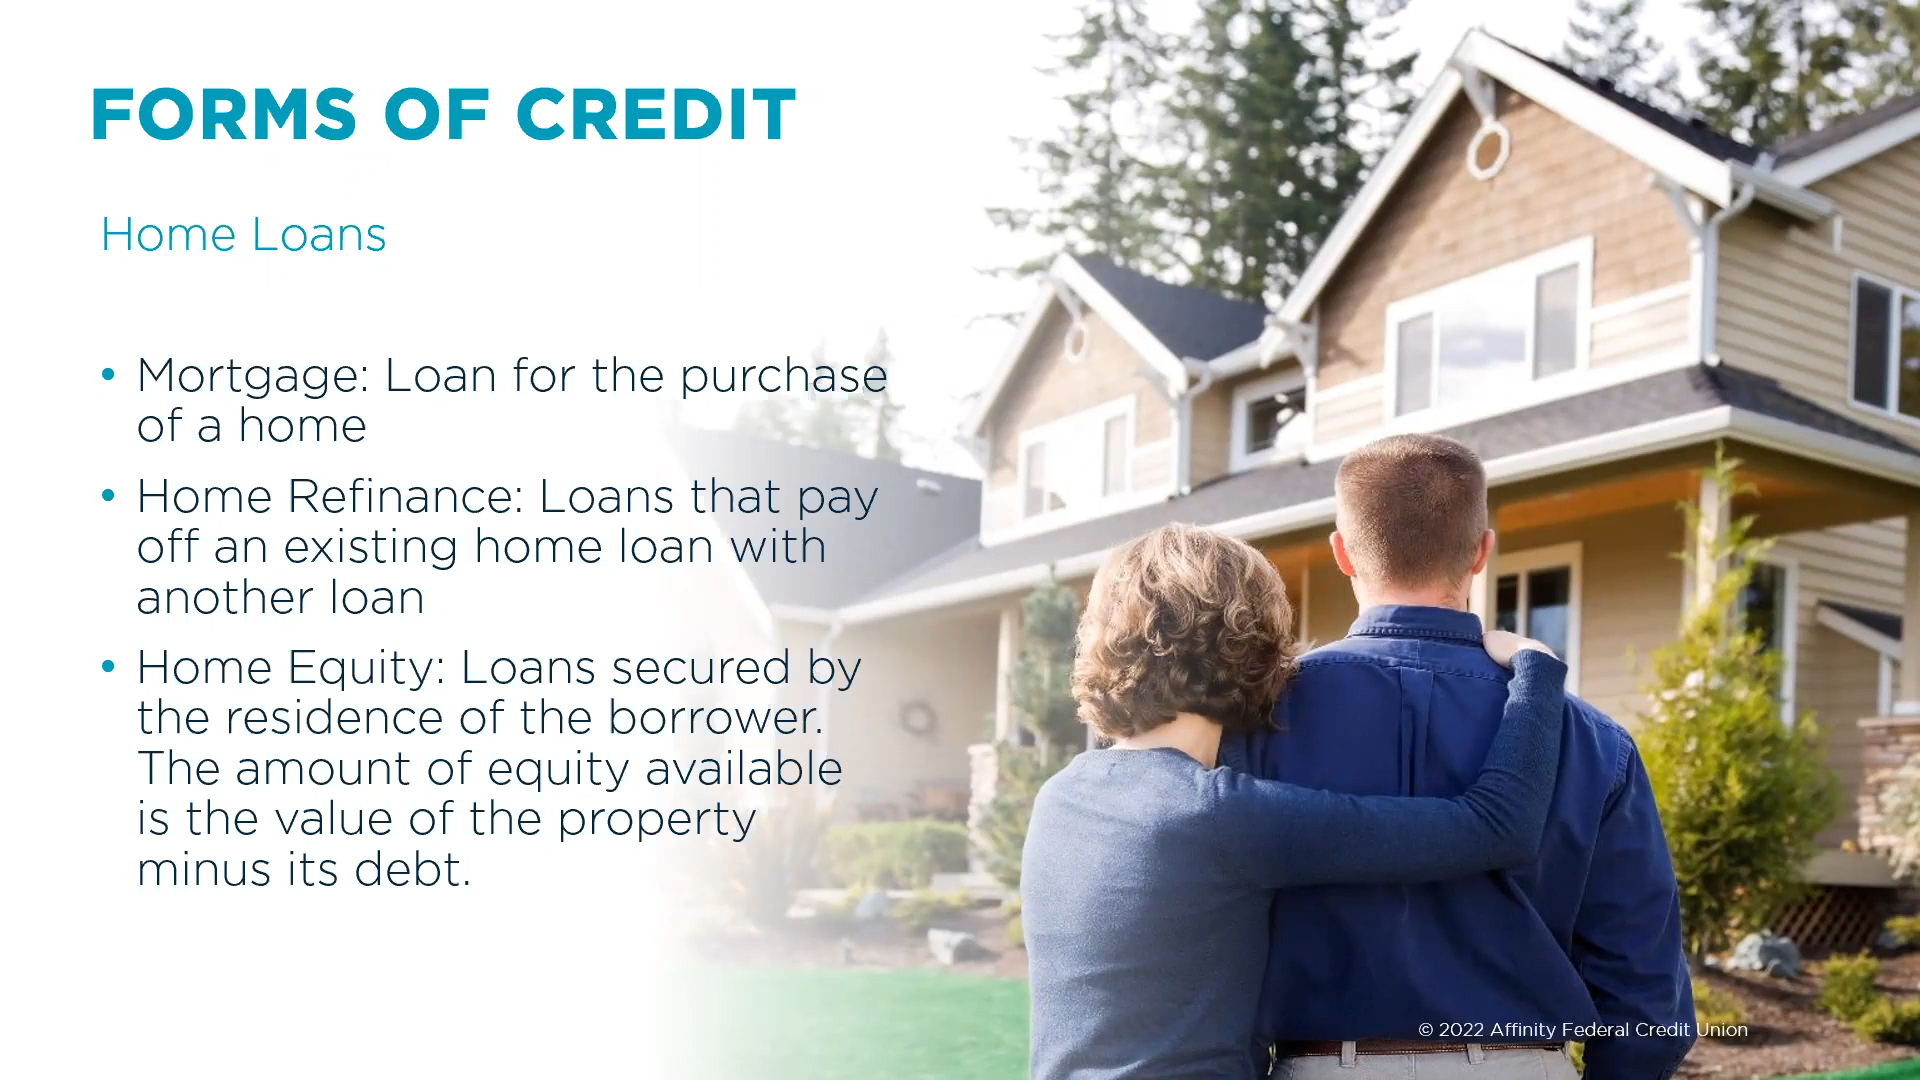 FORMS OF CREDIT
Home Loans
• Mortgage: Loan for the purchase
of a home
• Home Refinance: Loans that pay
off an existing home loan with
another loan
• Home Equity: Loans secured by
the residence of the borrower.
The amount of equity available
is the value of the property
minus its debt.
© 2022 Affinity Federal Credit Union